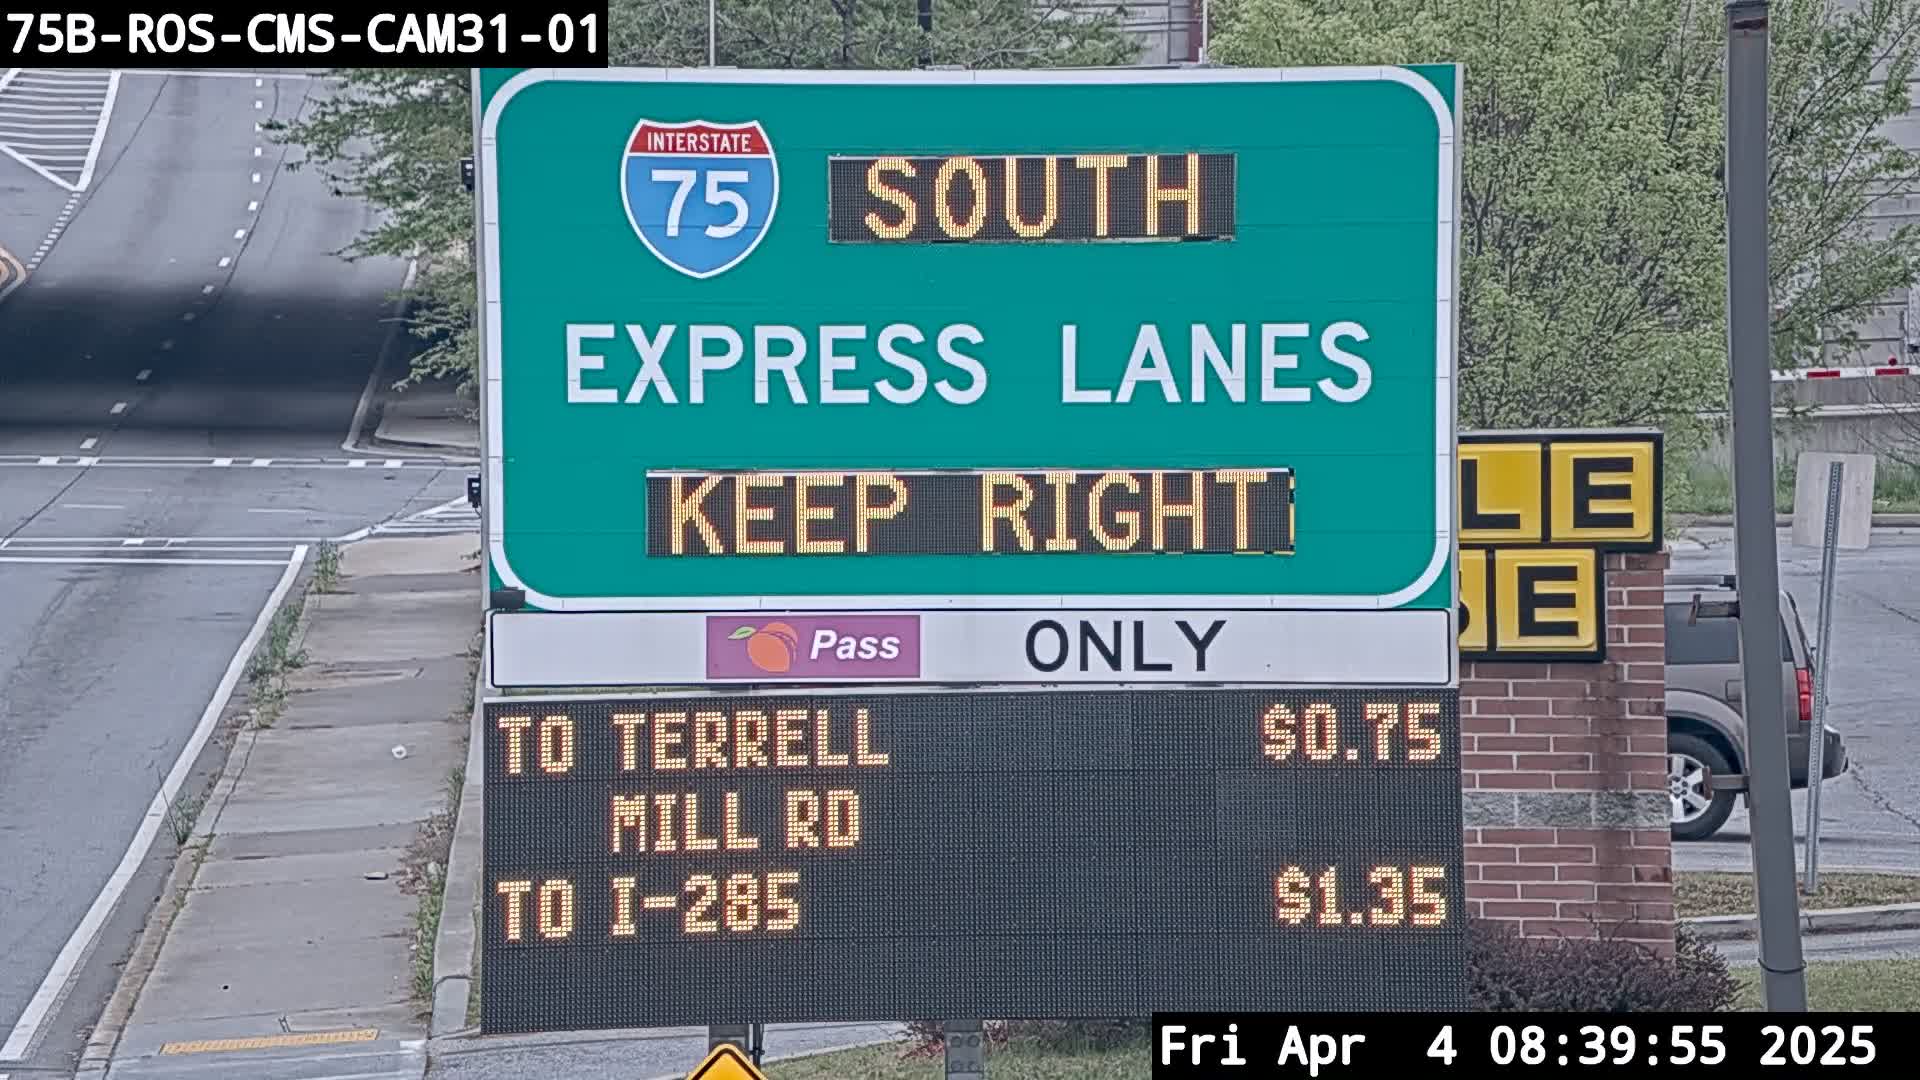 75B-ROS-CMS-CAM31-01
INTERSTATE
75
SOUTH
EXPRESS LANES
KEEP RIGHT
Pass ONLY
TO TERRELL $0.75
MILL RD
TO I-285 $1.35
LE
E
Fri Apr 4 08:39:55 2025